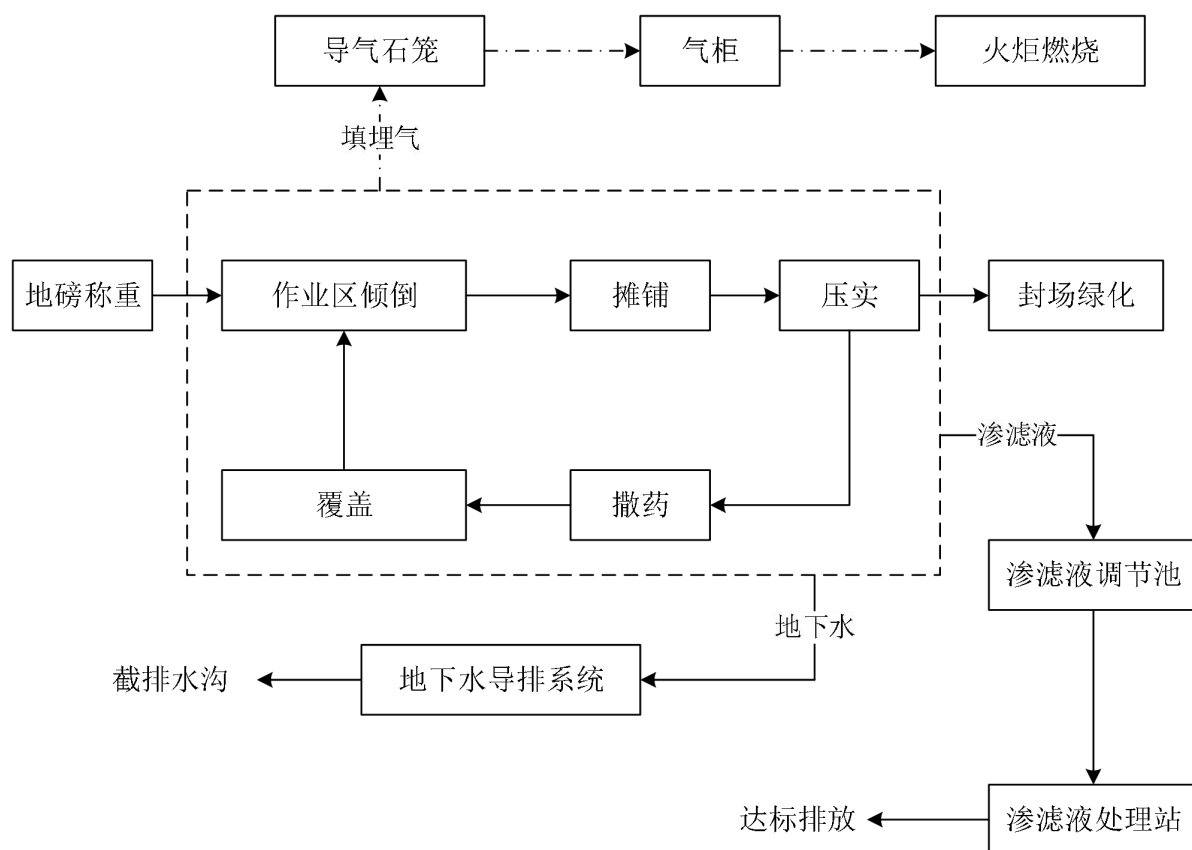 导气石笼
气柜
火炬燃烧
填埋气
地磅称重
作业区倾倒
摊铺
压实
封场绿化
渗滤液
覆盖
撒药
渗滤液调节池
地下水
截排水沟
地下水导排系统
达标排放
渗滤液处理站